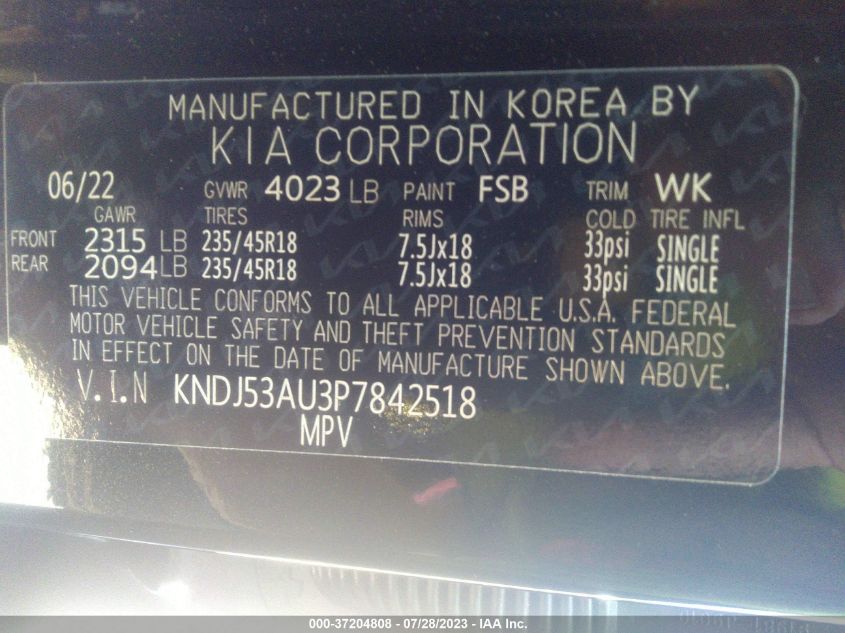 MANUFACTURED IN KOREA BY
KIA CORPORATION
06/22 GVWR 4023 LB PAINT FSB TRIM WK
GAWR TIRES RIMS COLD TIRE INFL
FRONT 2315 LB 235/45R18 7.5Jx18 33psi SINGLE
REAR 2094 LB 235/45R18 7.5Jx18 33psi SINGLE
THIS VEHICLE CONFORMS TO ALL APPLICABLE U.S.A. FEDERAL
MOTOR VEHICLE SAFETY AND THEFT PREVENTION STANDARDS
IN EFFECT ON THE DATE OF MANUFACTURE SHOWN ABOVE.
V.I.N KNDJ53AU3P7842518
MPV
000-37204808 - 07/28/2023 - IAA Inc.